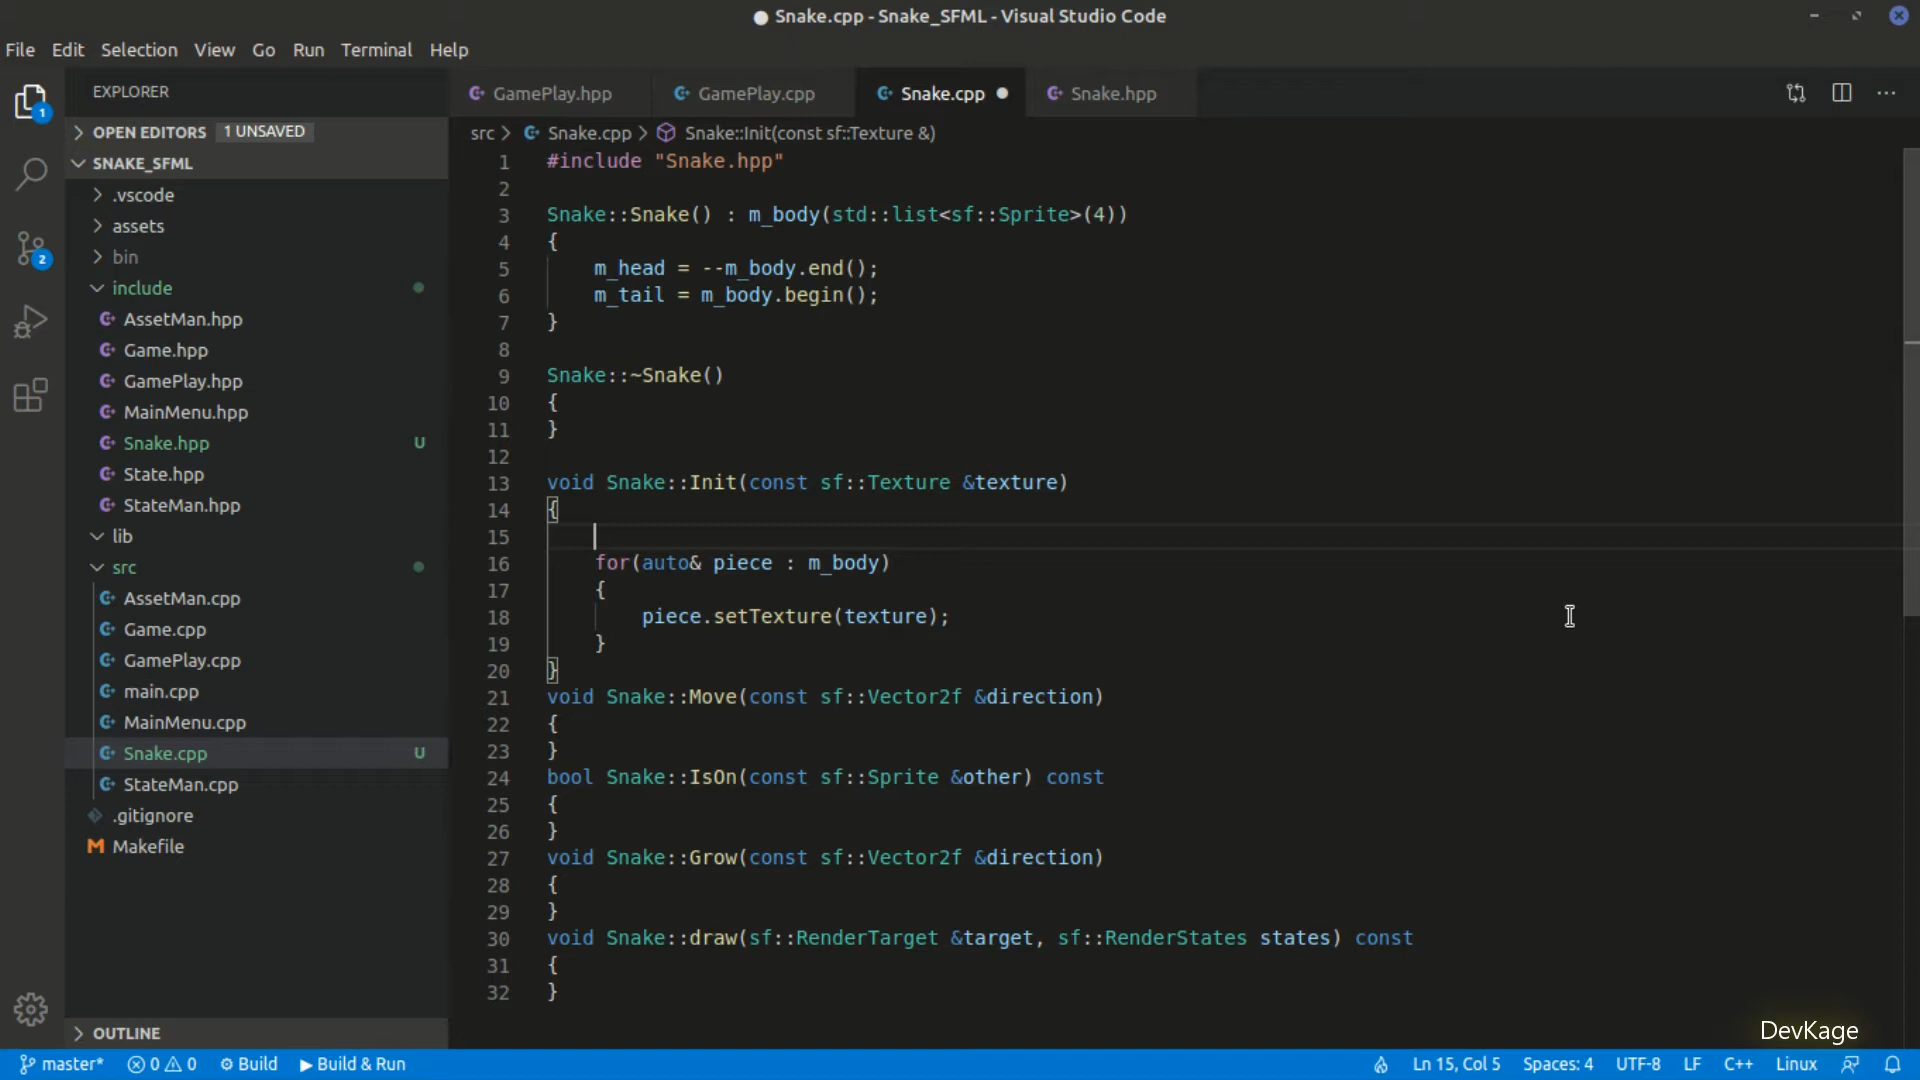 Snake.cpp - Snake_SFML - Visual Studio Code
File Edit Selection View Go Run Terminal Help
EXPLORER
OPEN EDITORS 1 UNSAVED
SNAKE_SFML
.vscode
assets
bin
include
AssetMan.hpp
Game.hpp
GamePlay.hpp
MainMenu.hpp
Snake.hpp U
State.hpp
StateMan.hpp
lib
src
AssetMan.cpp
Game.cpp
GamePlay.cpp
main.cpp
MainMenu.cpp
Snake.cpp U
StateMan.cpp
.gitignore
M Makefile
OUTLINE
1
2
GamePlay.hpp GamePlay.cpp Snake.cpp Snake.hpp
src > Snake.cpp > Snake::Init(const sf::Texture &)
1 #include "Snake.hpp"
2
3 Snake::Snake() : m_body(std::list<sf::Sprite>(4))
4 {
5 m_head = --m_body.end();
6 m_tail = m_body.begin();
7 }
8
9 Snake::~Snake()
10 {
11 }
12
13 void Snake::Init(const sf::Texture &texture)
14 {
15
16 for(auto& piece : m_body)
17 {
18 piece.setTexture(texture);
19 }
20 }
21 void Snake::Move(const sf::Vector2f &direction)
22 {
23 }
24 bool Snake::IsOn(const sf::Sprite &other) const
25 {
26 }
27 void Snake::Grow(const sf::Vector2f &direction)
28 {
29 }
30 void Snake::draw(sf::RenderTarget &target, sf::RenderStates states) const
31 {
32 }
DevKage
master* 0 0 Build Build & Run Ln 15, Col 5 Spaces: 4 UTF-8 LF C++ Linux